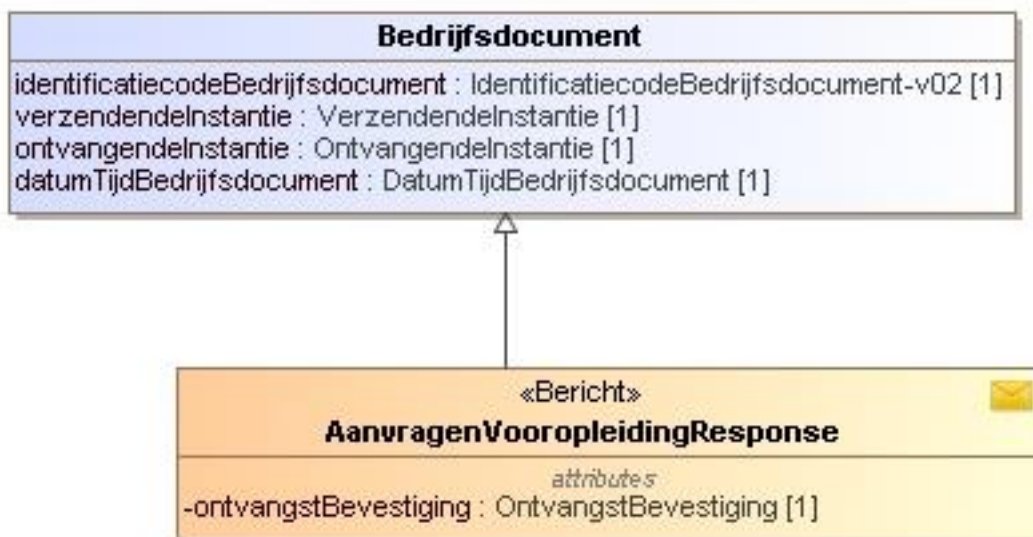 Bedrijfsdocument
identificatiecodeBedrijfsdocument : IdentificatiecodeBedrijfsdocument-v02 [1]
verzendendeInstantie : VerzendendeInstantie [1]
ontvangendeInstantie : OntvangendeInstantie [1]
datumTijdBedrijfsdocument : DatumTijdBedrijfsdocument [1]
«Bericht»
AanvragenVooropleidingResponse
attributes
-ontvangstBevestiging : OntvangstBevestiging [1]